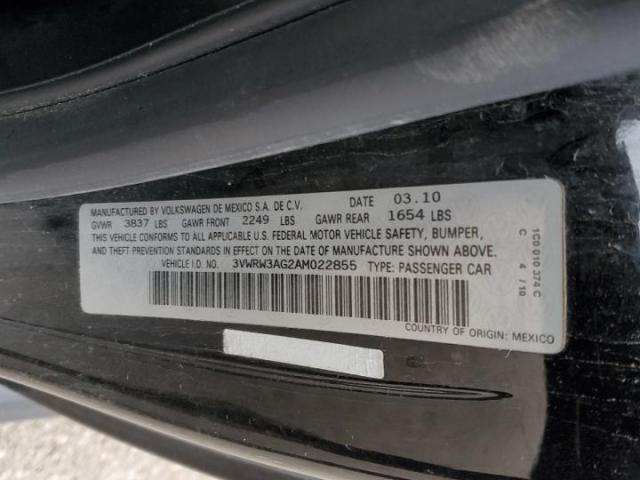 MANUFACTURED BY VOLKSWAGEN DE MEXICO S.A. DE C.V. DATE 03.10
GVWR 3837 LBS GAWR FRONT 2249 LBS GAWR REAR 1654 LBS
THIS VEHICLE CONFORMS TO ALL APPLICABLE U.S. FEDERAL MOTOR VEHICLE SAFETY, BUMPER,
AND THEFT PREVENTION STANDARDS IN EFFECT ON THE DATE OF MANUFACTURE SHOWN ABOVE.
VEHICLE I.D. NO. 3VWRW3AG2AM022855 TYPE: PASSENGER CAR
COUNTRY OF ORIGIN: MEXICO
1C0 010 374 C
C 4 / 10